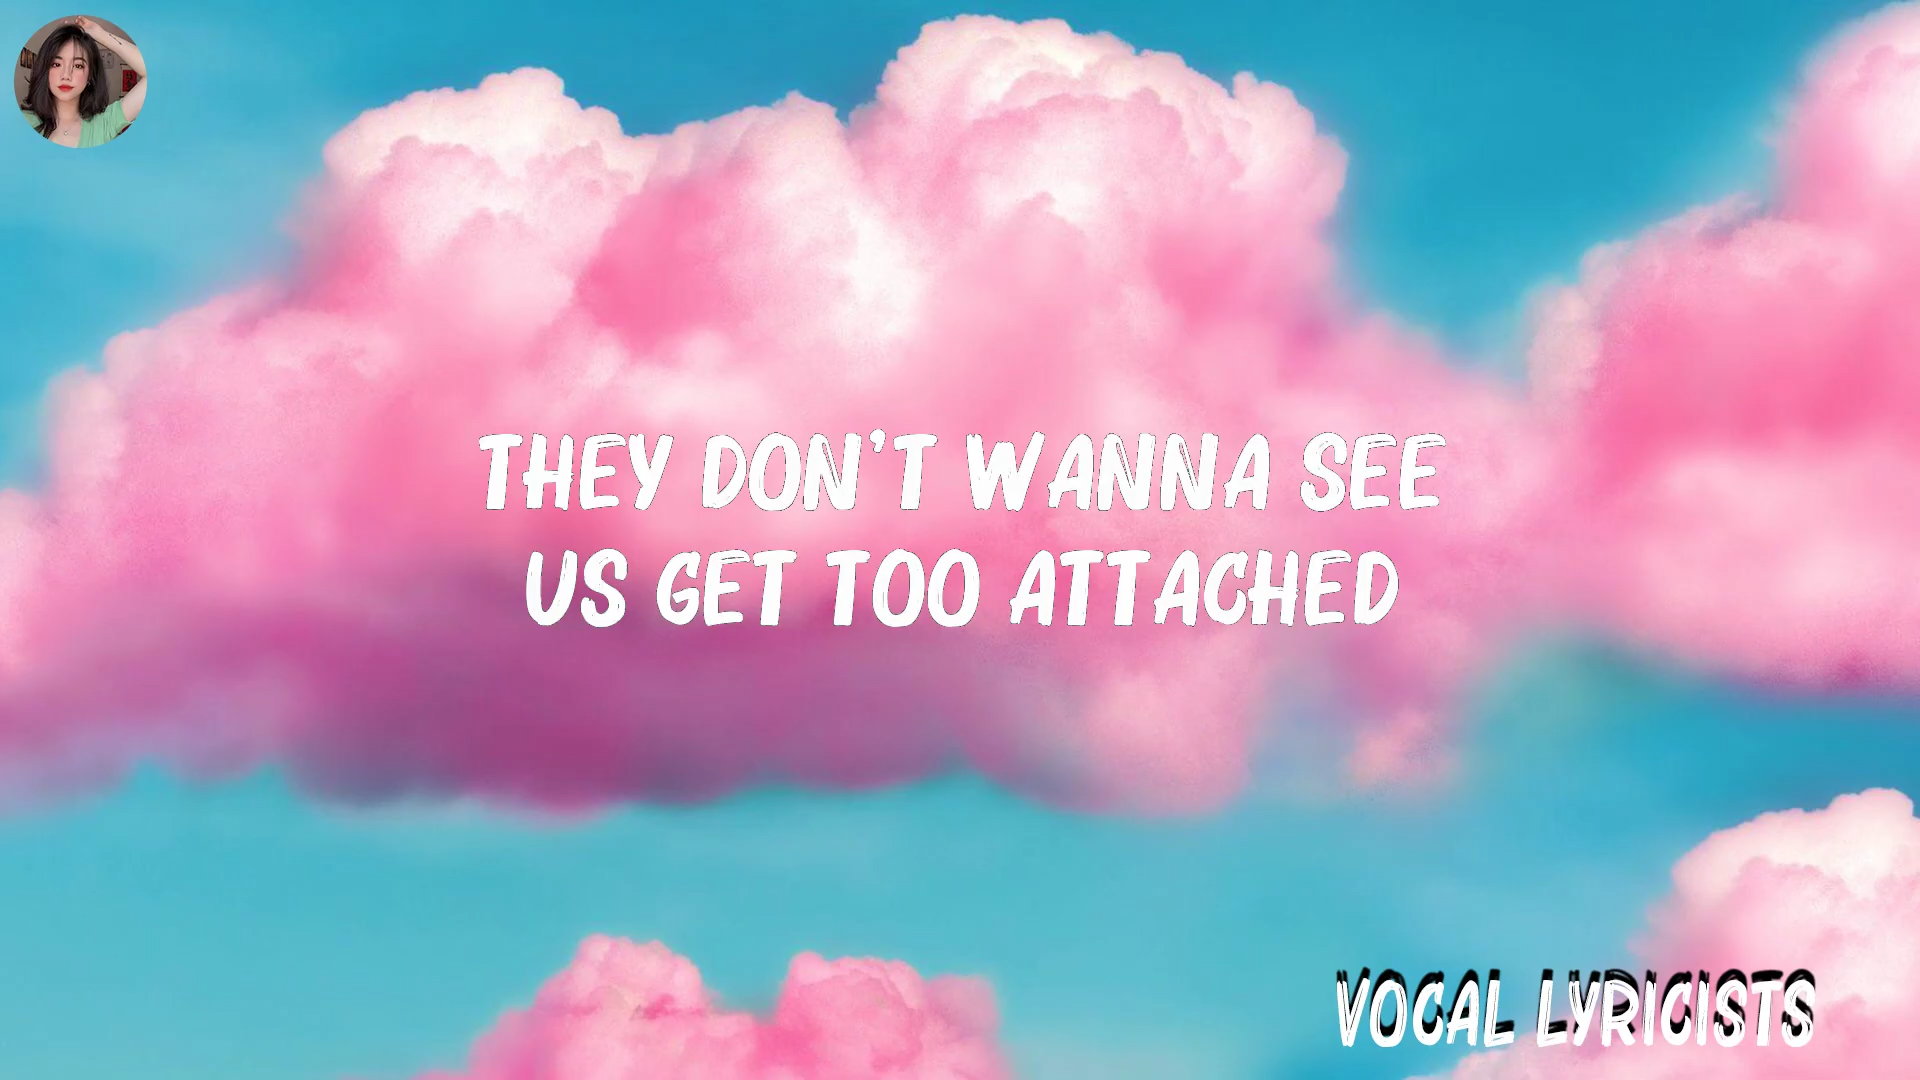 THEY DON'T WANNA SEE
US GET TOO ATTACHED
VOCAL LYRICISTS